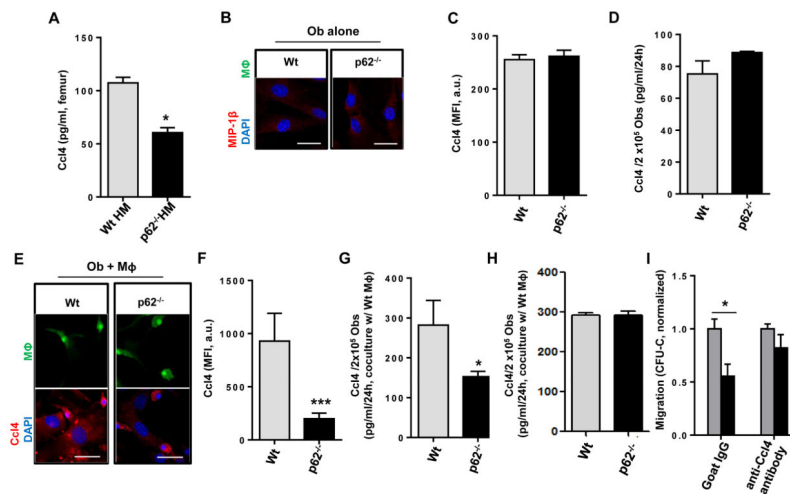 A
Ccl4 (pg/ml, femur)
150
100
50
0
*
Wt HM
p62-/-HM
B
Ob alone
Wt
p62-/-
MΦ
MIP-1β
DAPI
C
Ccl4 (MFI, a.u.)
300
200
100
0
Wt
p62-/-
D
Ccl4 /2 x10⁵ Obs (pg/ml/24h)
100
80
60
40
20
0
Wt
p62-/-
E
Ob + Mϕ
Wt
p62-/-
MΦ
Ccl4
DAPI
F
Ccl4 (MFI, a.u.)
1500
1000
500
0
***
Wt
p62-/-
G
Ccl4 /2x10⁵ Obs
(pg/ml/24h, coculture w/ Wt Mϕ)
400
300
200
100
0
*
Wt
p62-/-
H
Ccl4/2 x10⁵ Obs
(pg/ml/24h, coculture w/ Wt Mϕ)
400
300
200
100
0
Wt
p62-/-
I
Migration (CFU-C, normalized)
1.5
1.0
0.5
0.0
*
Goat IgG
anti-Ccl4
antibody